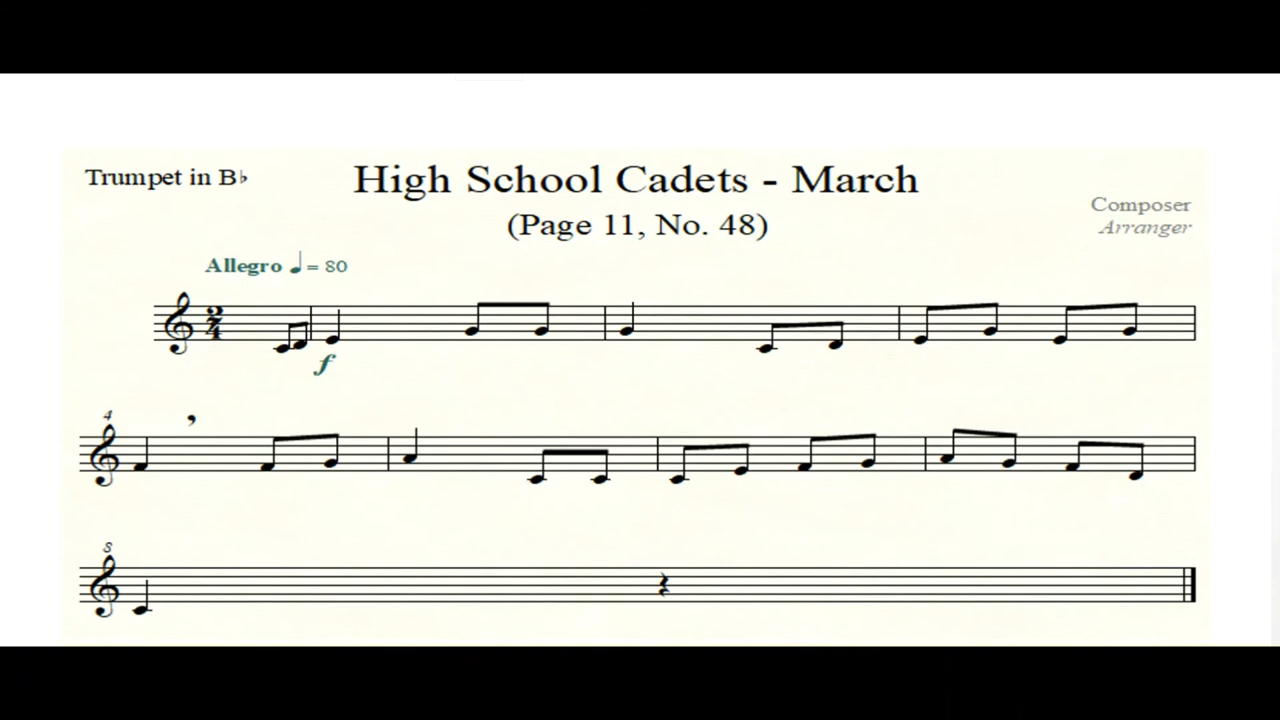 Trumpet in B♭
High School Cadets - March
(Page 11, No. 48)
Composer
Arranger
Allegro ♩ = 80
2
4
f
4
8